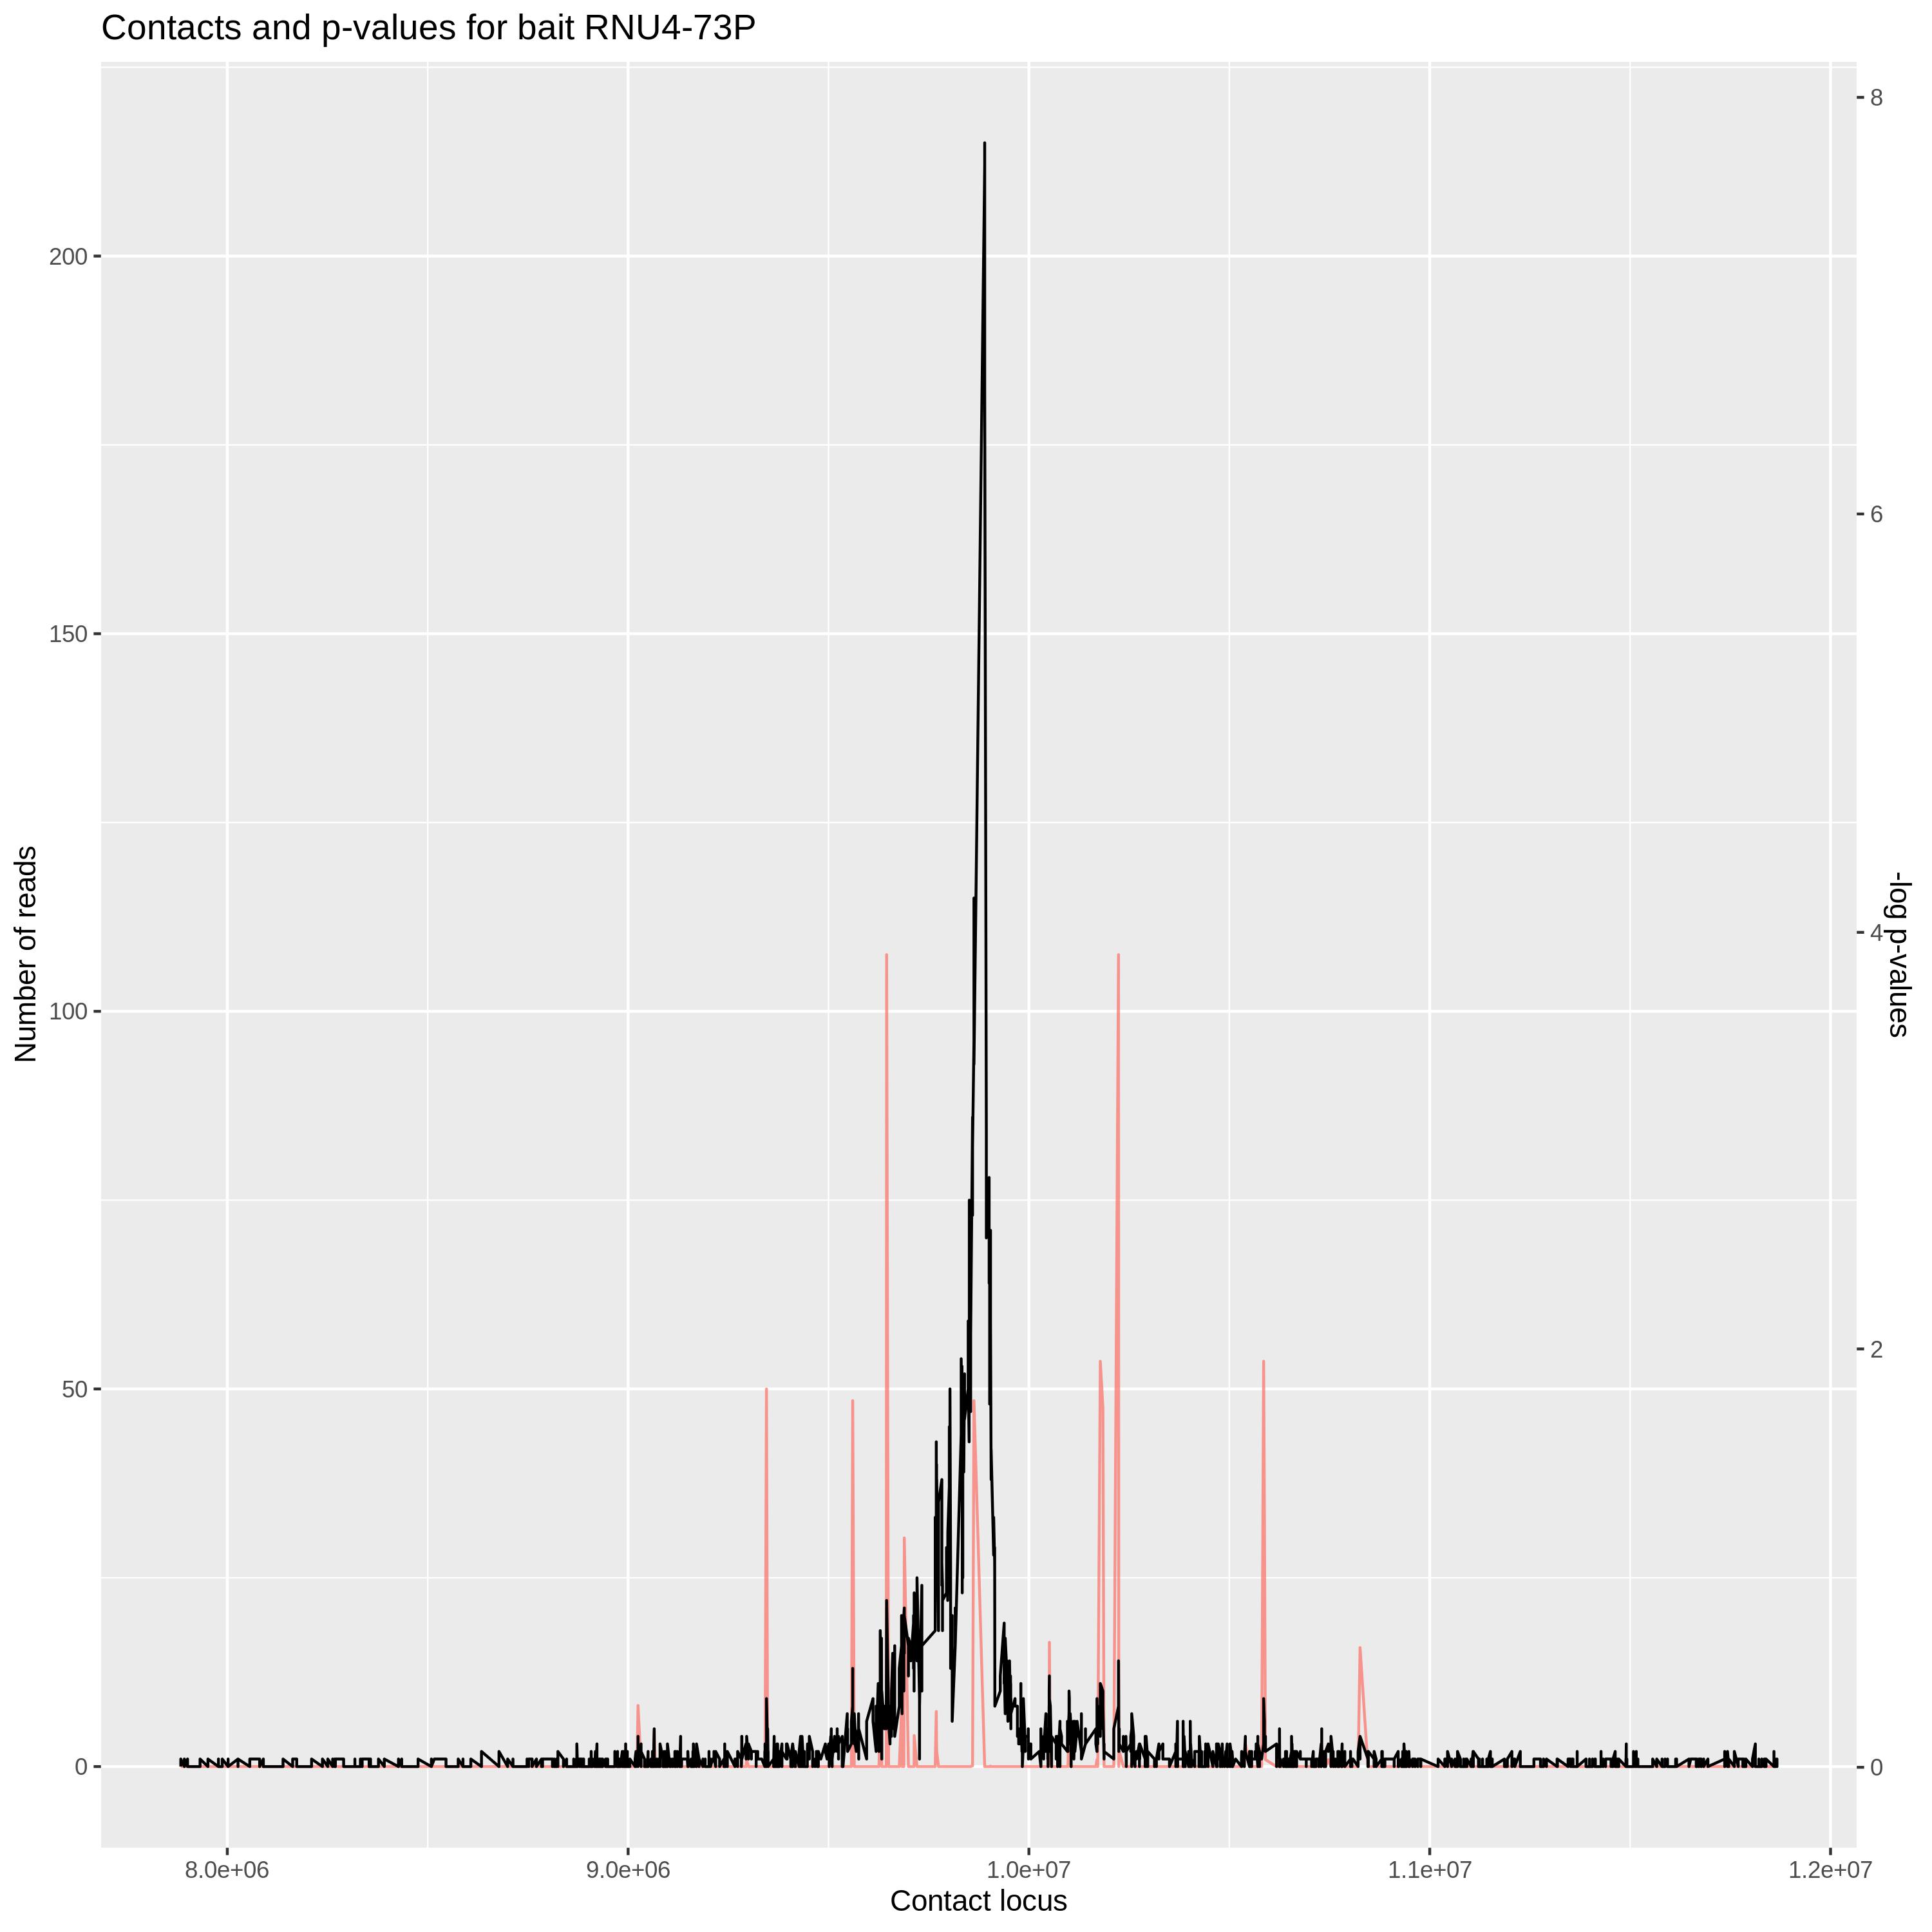 Contacts and p-values for bait RNU4-73P
Number of reads
200
150
100
50
0
8
6
4
2
0
-log p-values
8.0e+06
9.0e+06
1.0e+07
1.1e+07
1.2e+07
Contact locus